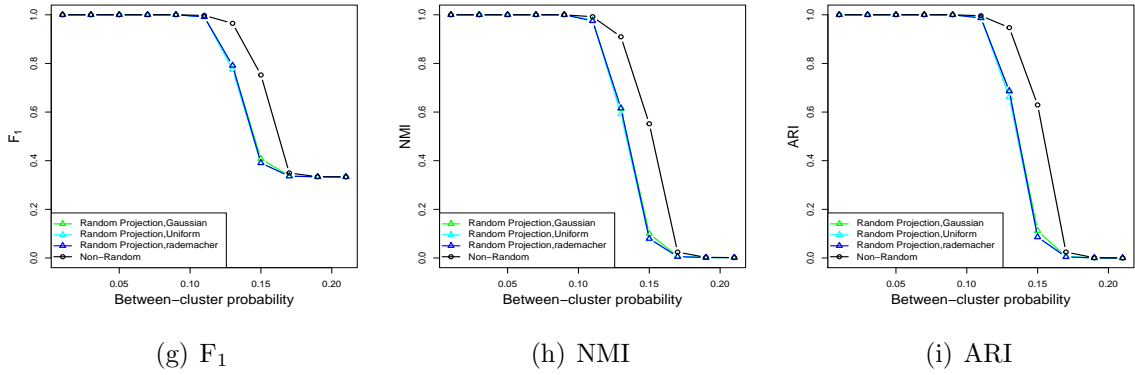 1.0
0.8
0.6
0.4
0.2
0.0
F1
Random Projection,Gaussian
Random Projection,Uniform
Random Projection,rademacher
Non−Random
0.05 0.10 0.15 0.20
Between−cluster probability
(g) F1
1.0
0.8
0.6
0.4
0.2
0.0
NMI
Random Projection,Gaussian
Random Projection,Uniform
Random Projection,rademacher
Non−Random
0.05 0.10 0.15 0.20
Between−cluster probability
(h) NMI
1.0
0.8
0.6
0.4
0.2
0.0
ARI
Random Projection,Gaussian
Random Projection,Uniform
Random Projection,rademacher
Non−Random
0.05 0.10 0.15 0.20
Between−cluster probability
(i) ARI